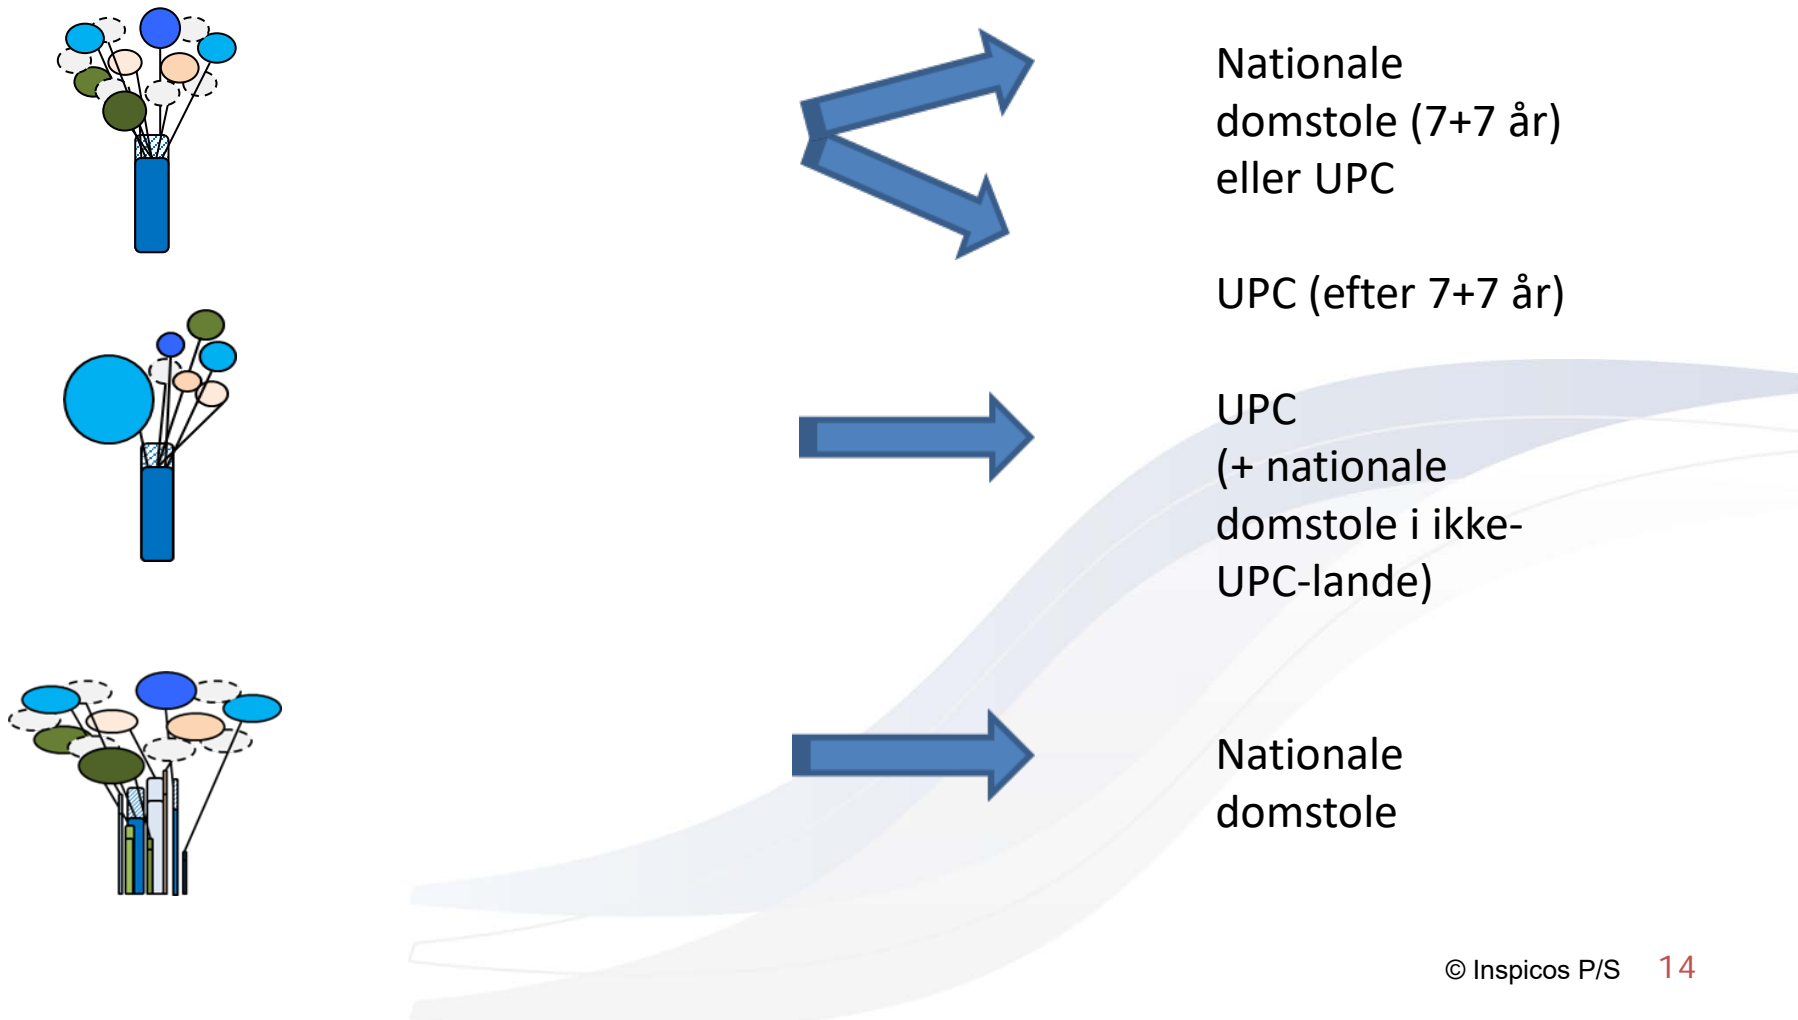 Nationale
domstole (7+7 år)
eller UPC
UPC (efter 7+7 år)
UPC
(+ nationale
domstole i ikke-
UPC-lande)
Nationale
domstole
© Inspicos P/S 14